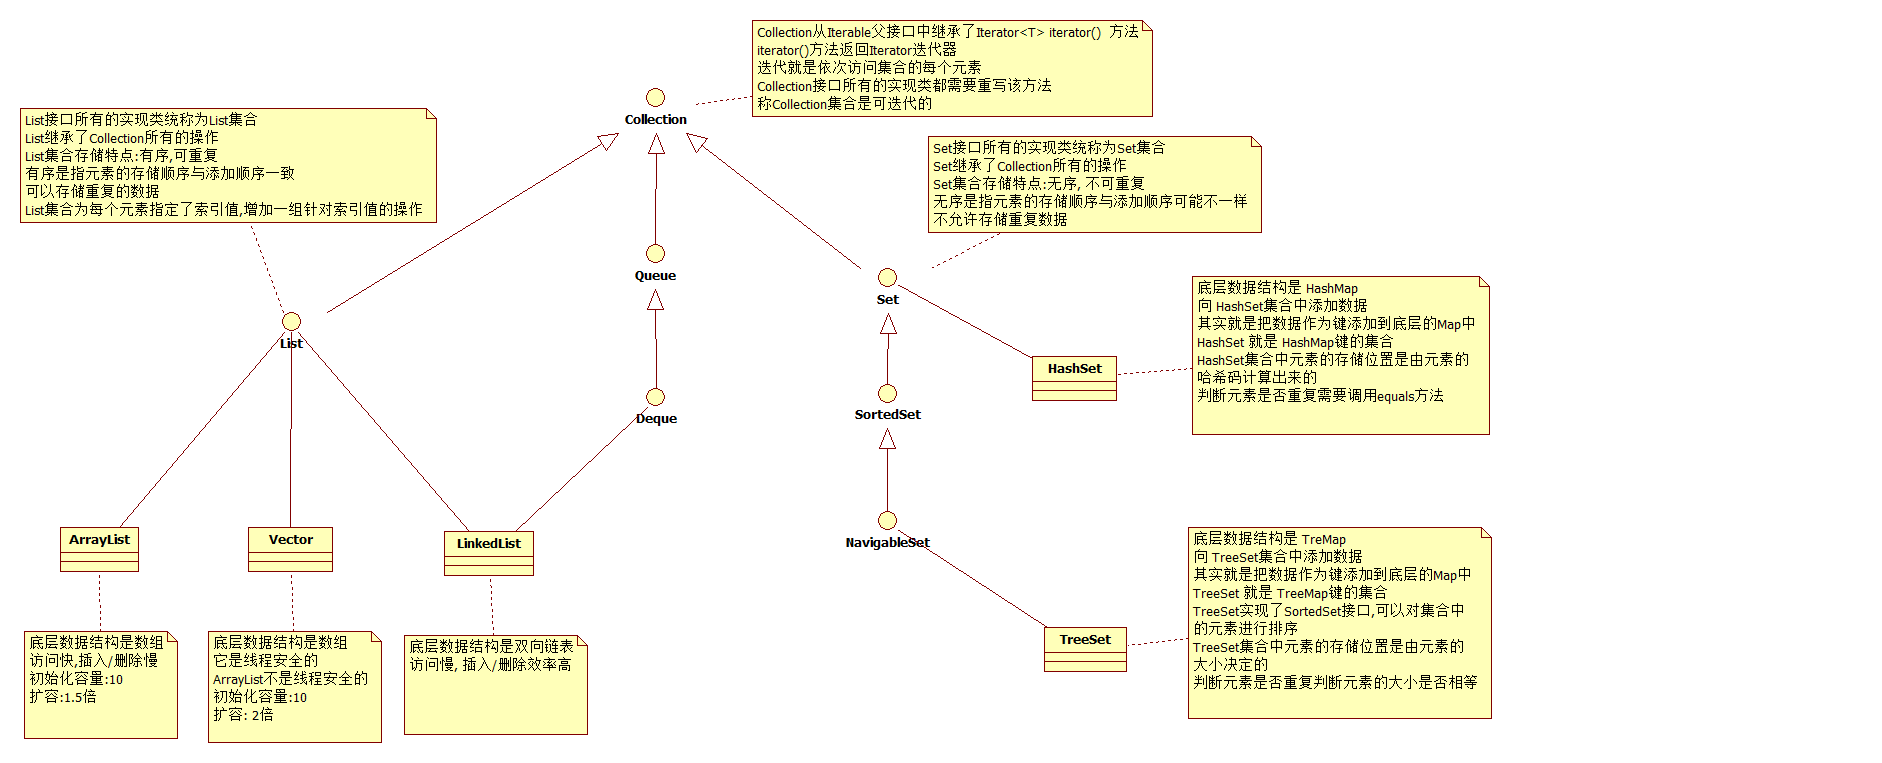 Collection从Iterable父接口中继承了Iterator<T> iterator()  方法
iterator()方法返回Iterator迭代器
迭代就是依次访问集合的每个元素
Collection接口所有的实现类都需要重写该方法
称Collection集合是可迭代的
Collection
List接口所有的实现类统称为List集合
List继承了Collection所有的操作
List集合存储特点:有序,可重复
有序是指元素的存储顺序与添加顺序一致
可以存储重复的数据
List集合为每个元素指定了索引值,增加一组针对索引值的操作
Set接口所有的实现类统称为Set集合
Set继承了Collection所有的操作
Set集合存储特点:无序, 不可重复
无序是指元素的存储顺序与添加顺序可能不一样
不允许存储重复数据
Queue
Set
List
底层数据结构是 HashMap
向 HashSet集合中添加数据
其实就是把数据作为键添加到底层的Map中
HashSet 就是 HashMap键的集合
HashSet集合中元素的存储位置是由元素的
哈希码计算出来的
判断元素是否重复需要调用equals方法
HashSet
Deque
SortedSet
NavigableSet
ArrayList
Vector
LinkedList
底层数据结构是 TreMap
向 TreeSet集合中添加数据
其实就是把数据作为键添加到底层的Map中
TreeSet 就是 TreeMap键的集合
TreeSet实现了SortedSet接口,可以对集合中
的元素进行排序
TreeSet集合中元素的存储位置是由元素的
大小决定的
判断元素是否重复判断元素的大小是否相等
TreeSet
底层数据结构是数组
访问快,插入/删除慢
初始化容量:10
扩容:1.5倍
底层数据结构是数组
它是线程安全的
ArrayList不是线程安全的
初始化容量:10
扩容: 2倍
底层数据结构是双向链表
访问慢, 插入/删除效率高